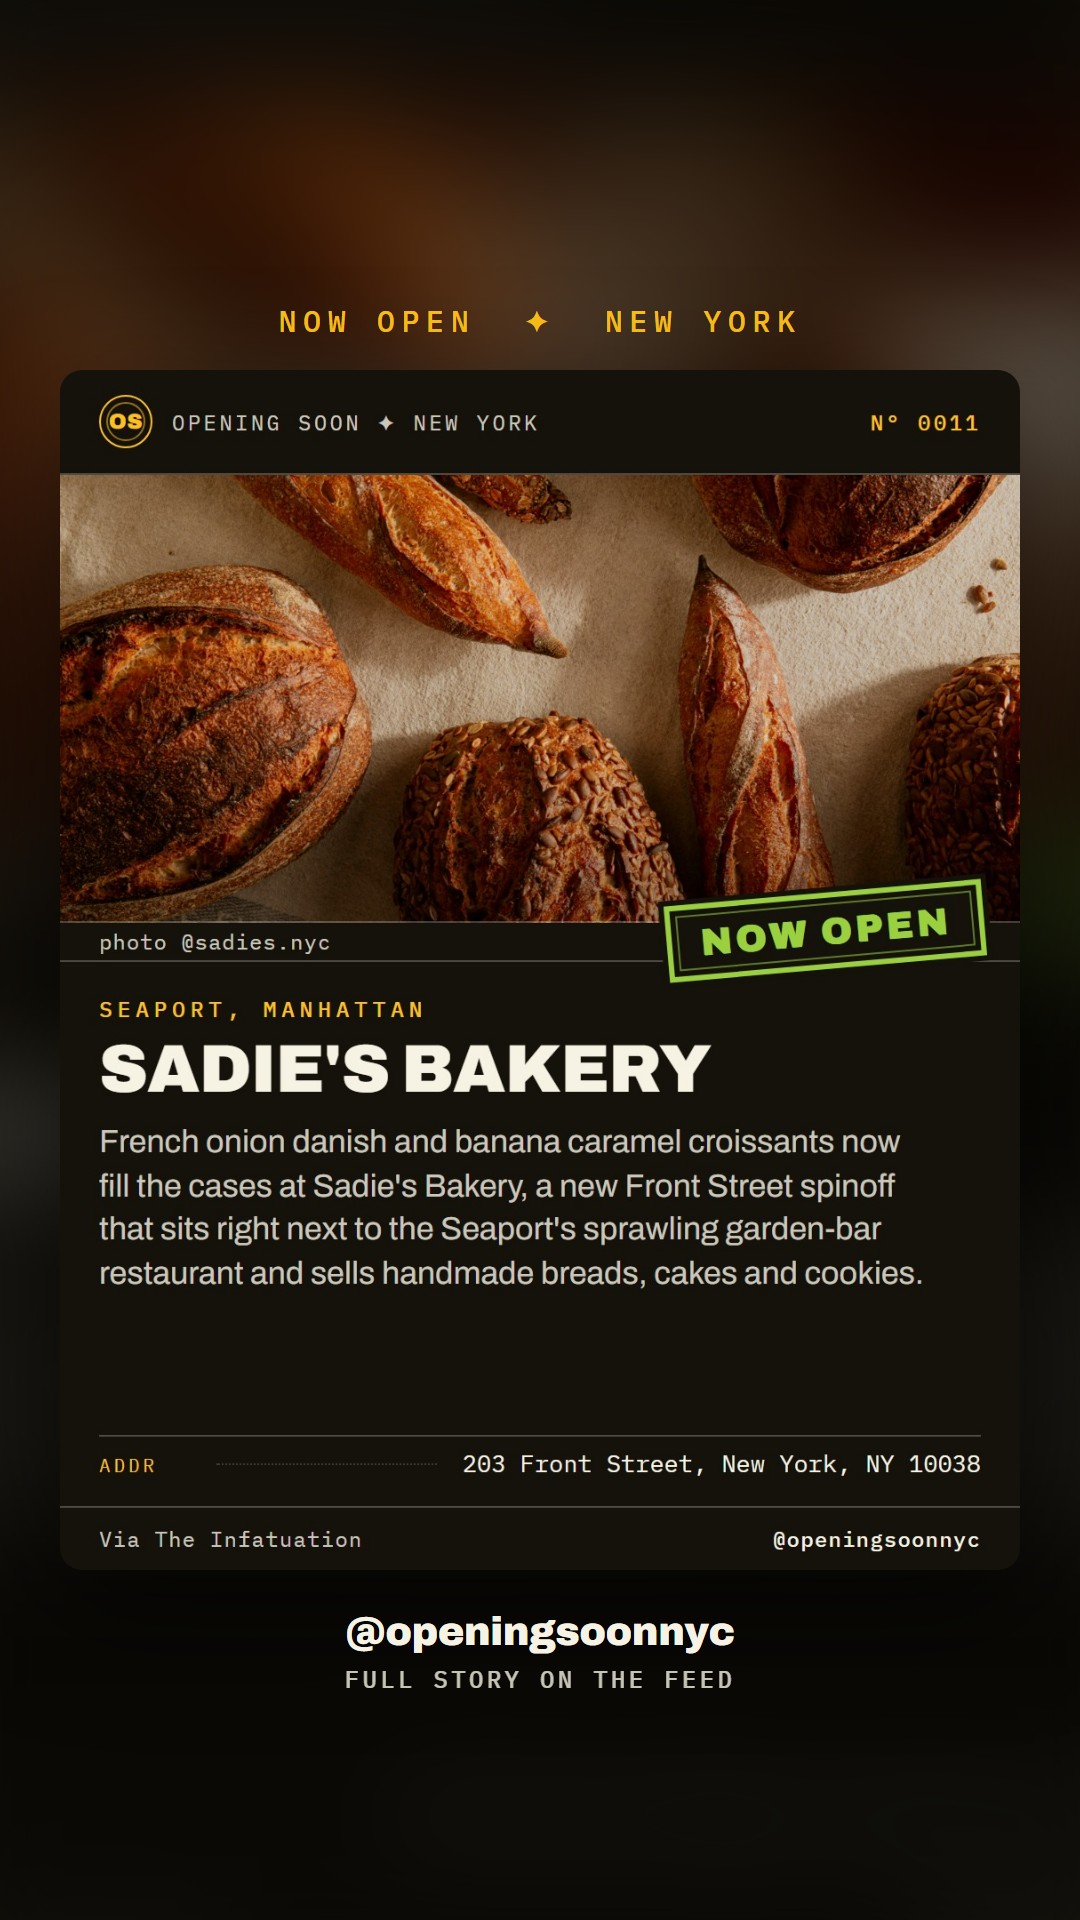 NOW OPEN ✦ NEW YORK
OS OPENING SOON ✦ NEW YORK N° 0011
photo @sadies.nyc
NOW OPEN
SEAPORT, MANHATTAN
SADIE'S BAKERY
French onion danish and banana caramel croissants now
fill the cases at Sadie's Bakery, a new Front Street spinoff
that sits right next to the Seaport's sprawling garden-bar
restaurant and sells handmade breads, cakes and cookies.
ADDR 203 Front Street, New York, NY 10038
Via The Infatuation @openingsoonnyc
@openingsoonnyc
FULL STORY ON THE FEED